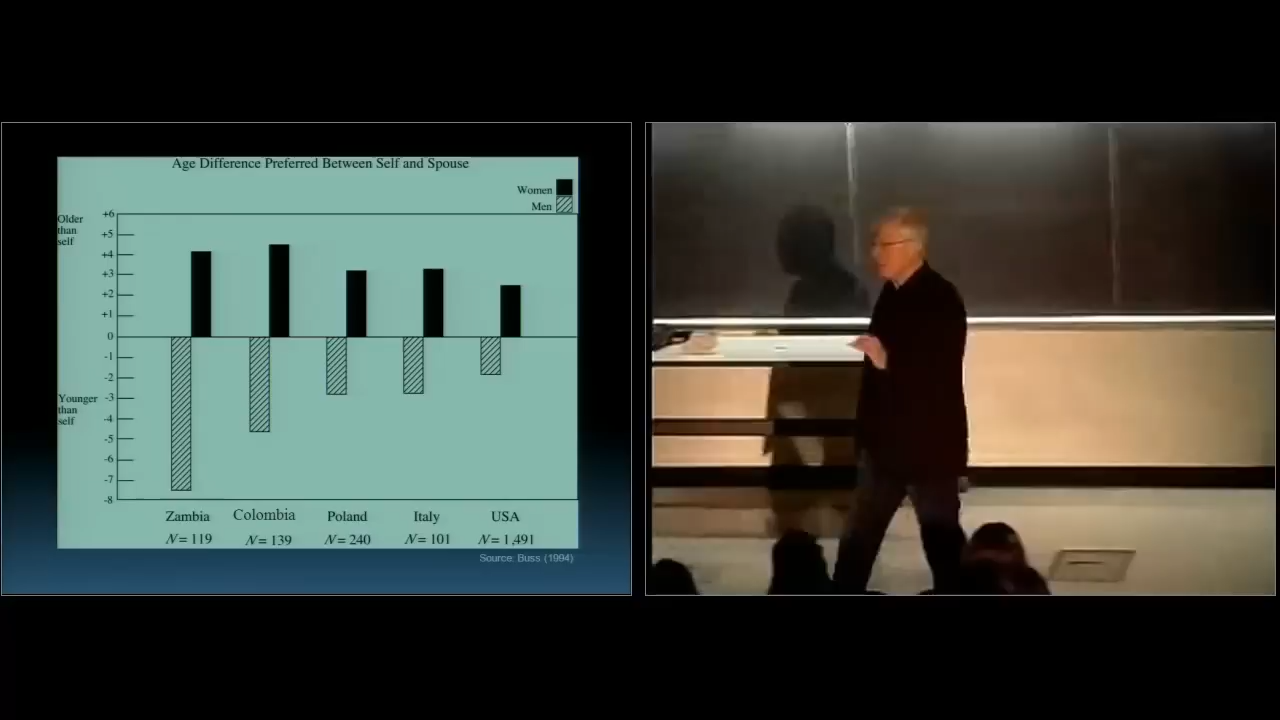 Age Difference Preferred Between Self and Spouse
Women
Men
Older
than
self
+6
+5
+4
+3
+2
+1
0
-1
-2
-3
-4
-5
-6
-7
-8
Younger
than
self
Zambia Colombia Poland Italy USA
N = 119 N = 139 N = 240 N = 101 N = 1,491
Source: Buss (1994)